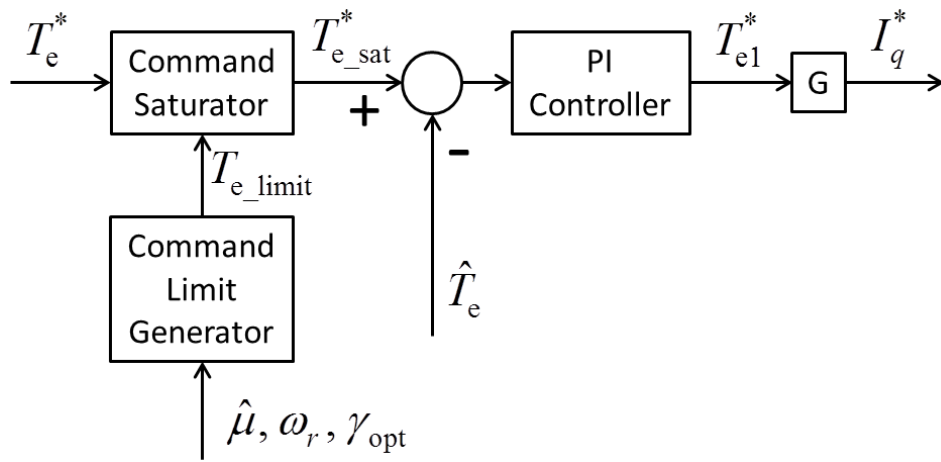 T*e
Command
Saturator
T*e_sat
+
PI
Controller
T*e1
G
I*q
-
Te_limit
Command
Limit
Generator
T̂e
μ̂, ωr, γopt